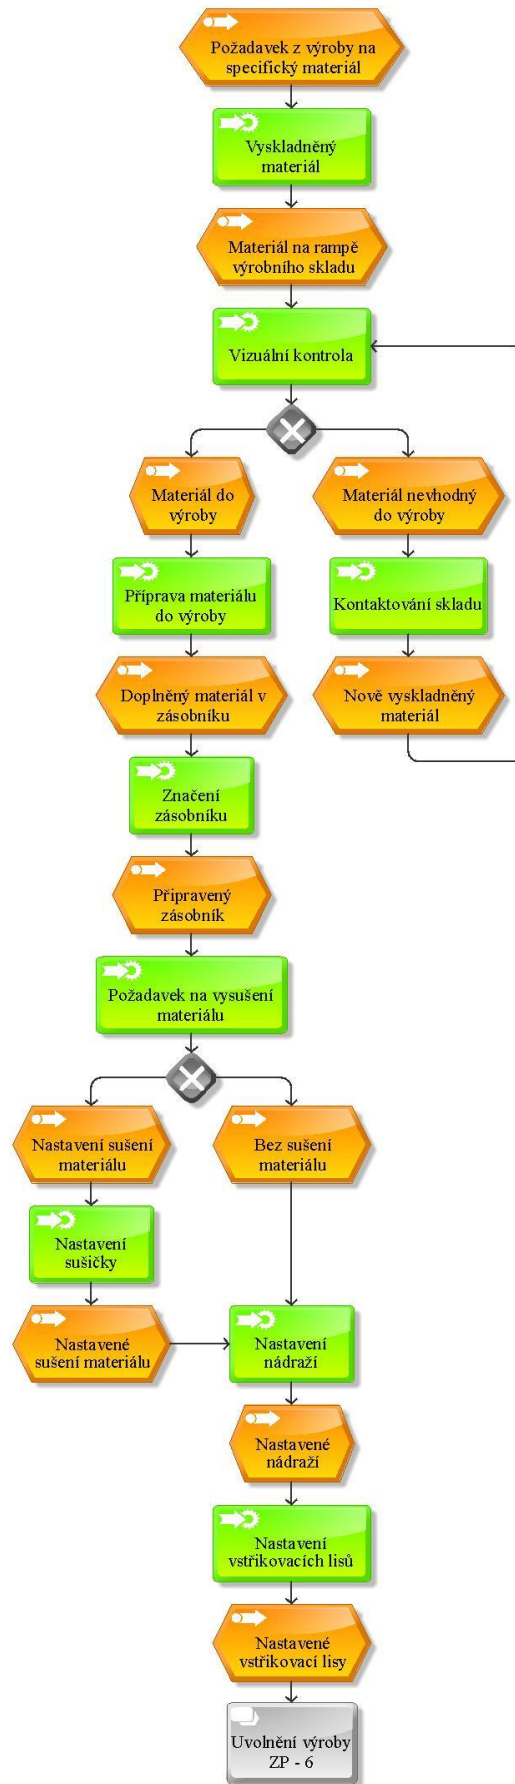 Požadavek z výroby na
specifický materiál
Vyskladněný
materiál
Materiál na rampě
výrobního skladu
Vizuální kontrola
Materiál do
výroby
Materiál nevhodný
do výroby
Příprava materiálu
do výroby
Kontaktování skladu
Doplněný materiál v
zásobníku
Nově vyskladněný
materiál
Značení
zásobníku
Připravený
zásobník
Požadavek na vysušení
materiálu
Nastavení sušení
materiálu
Bez sušení
materiálu
Nastavení
sušičky
Nastavené
sušení materiálu
Nastavení
nádraží
Nastavené
nádraží
Nastavení
vstřikovacích lisů
Nastavené
vstřikovací lisy
Uvolnění výroby
ZP - 6